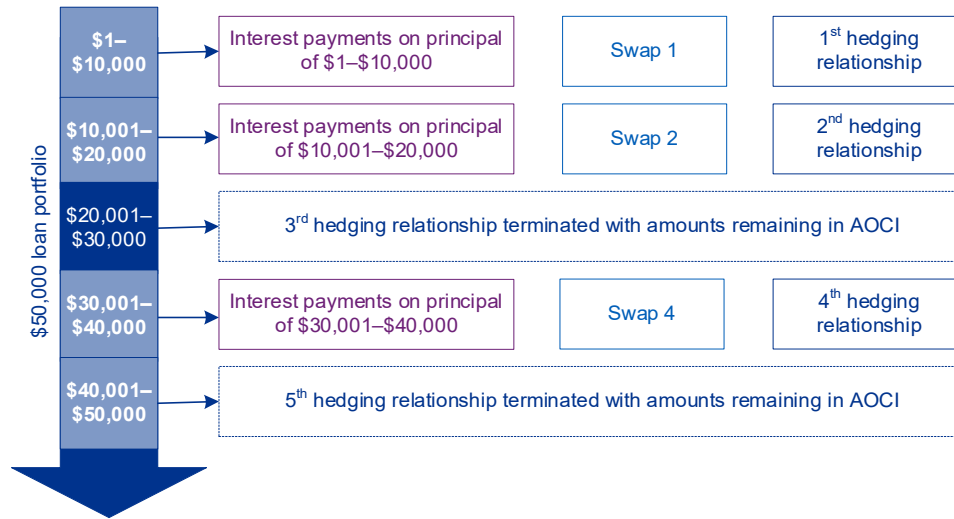 $50,000 loan portfolio
$1–
$10,000
Interest payments on principal
of $1–$10,000
Swap 1
1st hedging
relationship
$10,001–
$20,000
Interest payments on principal
of $10,001–$20,000
Swap 2
2nd hedging
relationship
$20,001–
$30,000
3rd hedging relationship terminated with amounts remaining in AOCI
$30,001–
$40,000
Interest payments on principal
of $30,001–$40,000
Swap 4
4th hedging
relationship
$40,001–
$50,000
5th hedging relationship terminated with amounts remaining in AOCI